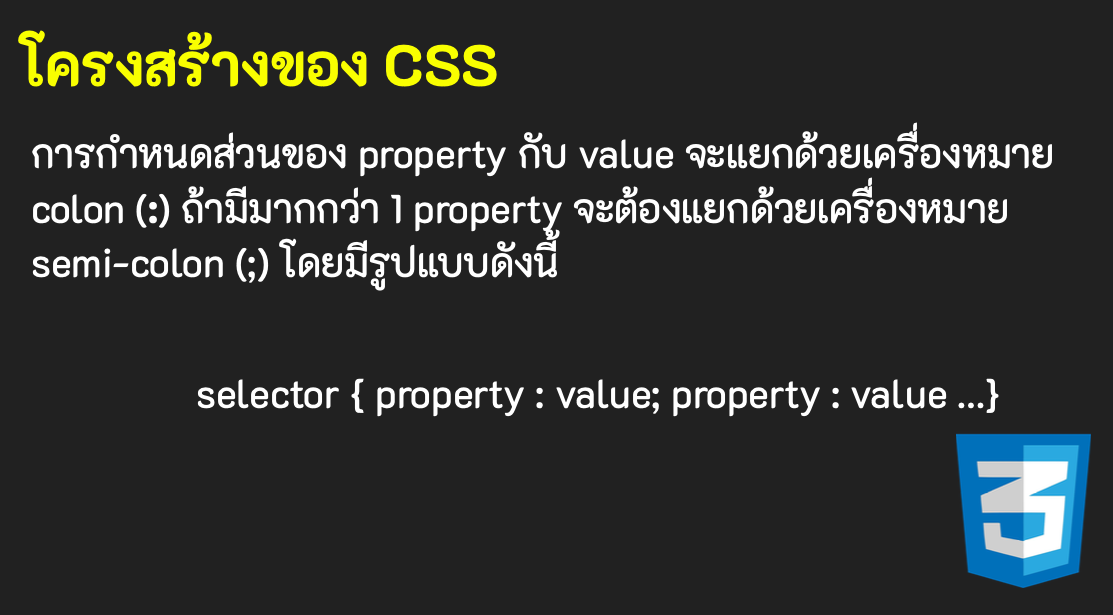 โครงสร้างของ CSS
การกำหนดส่วนของ property กับ value จะแยกด้วยเครื่องหมาย
colon (:) ถ้ามีมากกว่า 1 property จะต้องแยกด้วยเครื่องหมาย
semi-colon (;) โดยมีรูปแบบดังนี้
selector { property : value; property : value ...}
3